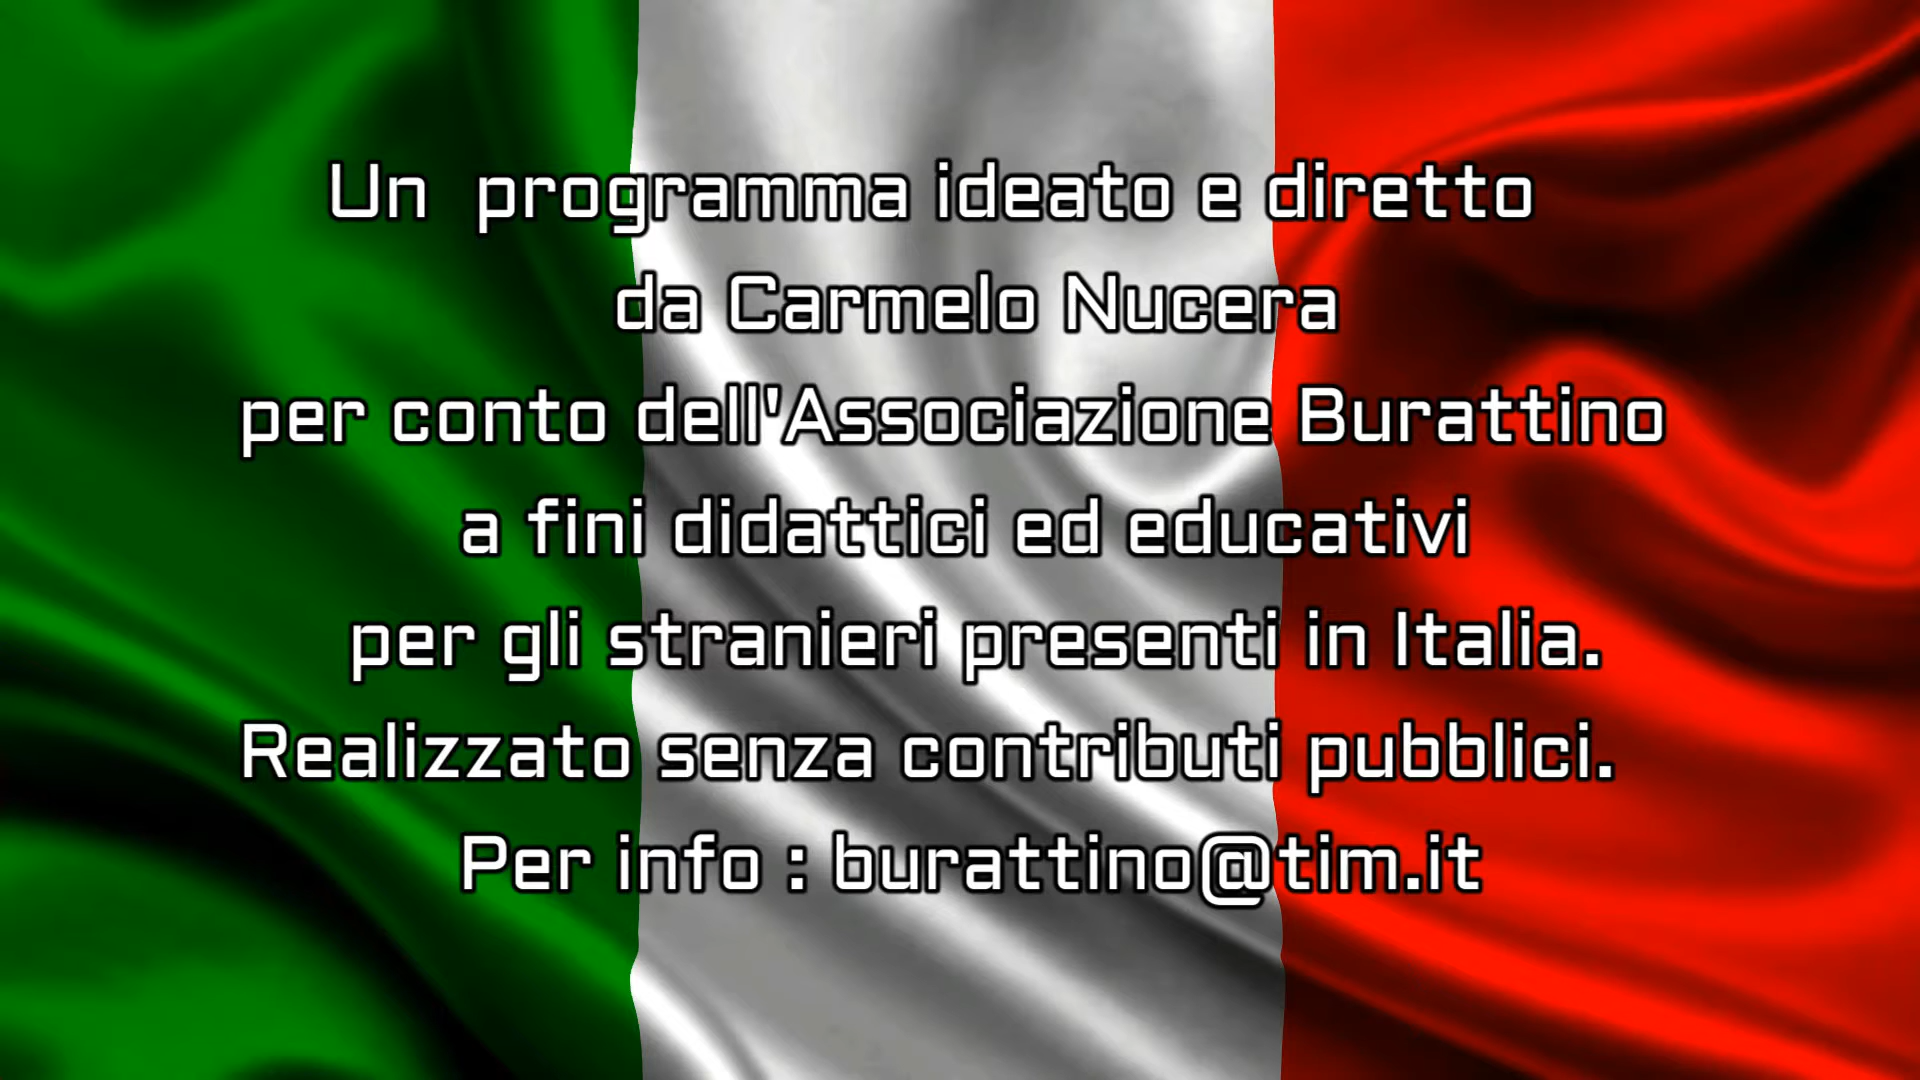 Un programma ideato e diretto
da Carmelo Nucera
per conto dell'Associazione Burattino
a fini didattici ed educativi
per gli stranieri presenti in Italia.
Realizzato senza contributi pubblici.
Per info : burattino@tim.it